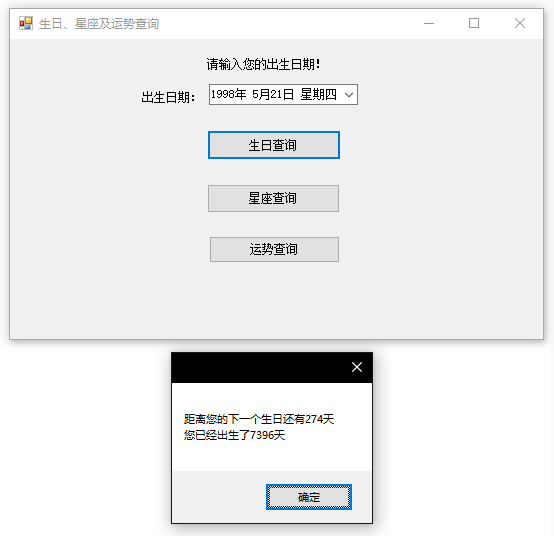 生日、星座及运势查询
请输入您的出生日期！
出生日期： 1998年 5月21日 星期四
生日查询
星座查询
运势查询
距离您的下一个生日还有274天
您已经出生了7396天
确定